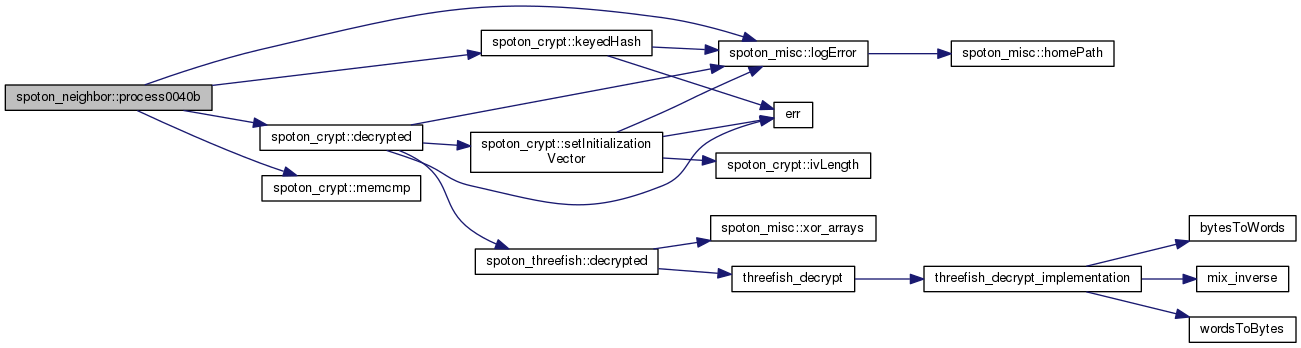 spoton_neighbor::process0040b
spoton_crypt::keyedHash
spoton_misc::logError
spoton_misc::homePath
spoton_crypt::decrypted
err
spoton_crypt::setInitialization
Vector
spoton_crypt::ivLength
spoton_crypt::memcmp
spoton_threefish::decrypted
spoton_misc::xor_arrays
threefish_decrypt
threefish_decrypt_implementation
bytesToWords
mix_inverse
wordsToBytes